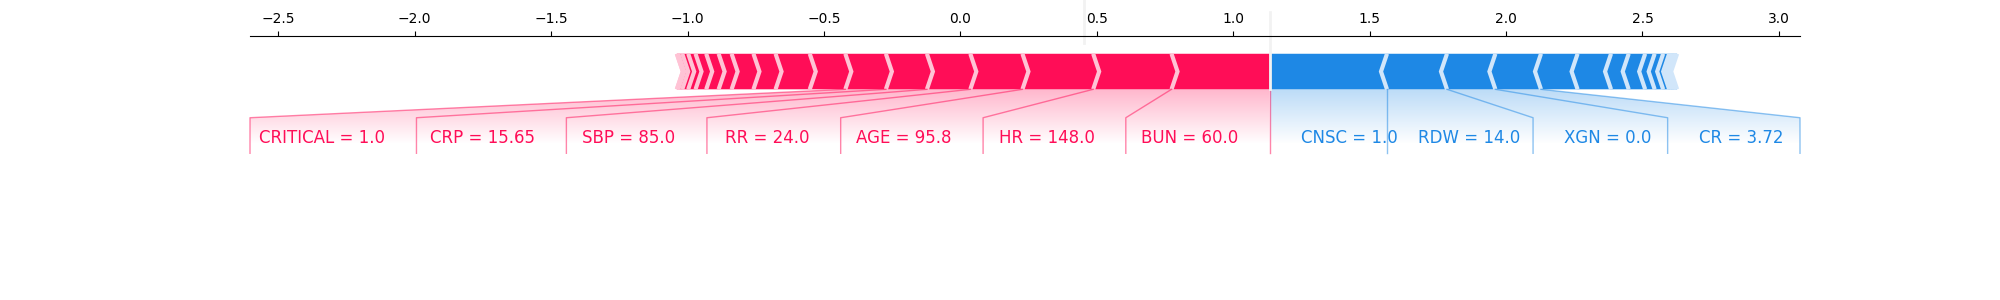 −2.5 −2.0 −1.5 −1.0 −0.5 0.0 0.5 1.0 1.5 2.0 2.5 3.0
CRITICAL = 1.0 CRP = 15.65 SBP = 85.0 RR = 24.0 AGE = 95.8 HR = 148.0 BUN = 60.0 CNSC = 1.0 RDW = 14.0 XGN = 0.0 CR = 3.72